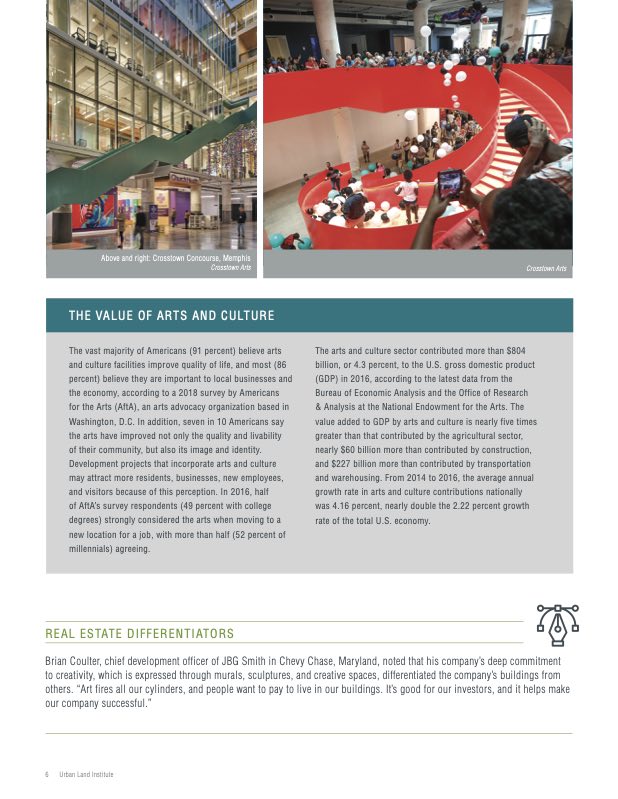 Above and right: Crosstown Concourse, Memphis
Crosstown Arts
Crosstown Arts
THE VALUE OF ARTS AND CULTURE
The vast majority of Americans (91 percent) believe arts
and culture facilities improve quality of life, and most (86
percent) believe they are important to local businesses and
the economy, according to a 2018 survey by Americans
for the Arts (AftA), an arts advocacy organization based in
Washington, D.C. In addition, seven in 10 Americans say
the arts have improved not only the quality and livability
of their community, but also its image and identity.
Development projects that incorporate arts and culture
may attract more residents, businesses, new employees,
and visitors because of this perception. In 2016, half
of AftA's survey respondents (49 percent with college
degrees) strongly considered the arts when moving to a
new location for a job, with more than half (52 percent of
millennials) agreeing.
The arts and culture sector contributed more than $804
billion, or 4.3 percent, to the U.S. gross domestic product
(GDP) in 2016, according to the latest data from the
Bureau of Economic Analysis and the Office of Research
& Analysis at the National Endowment for the Arts. The
value added to GDP by arts and culture is nearly five times
greater than that contributed by the agricultural sector,
nearly $60 billion more than contributed by construction,
and $227 billion more than contributed by transportation
and warehousing. From 2014 to 2016, the average annual
growth rate in arts and culture contributions nationally
was 4.16 percent, nearly double the 2.22 percent growth
rate of the total U.S. economy.
REAL ESTATE DIFFERENTIATORS
Brian Coulter, chief development officer of JBG Smith in Chevy Chase, Maryland, noted that his company's deep commitment
to creativity, which is expressed through murals, sculptures, and creative spaces, differentiated the company's buildings from
others. “Art fires all our cylinders, and people want to pay to live in our buildings. It's good for our investors, and it helps make
our company successful.”
6 Urban Land Institute